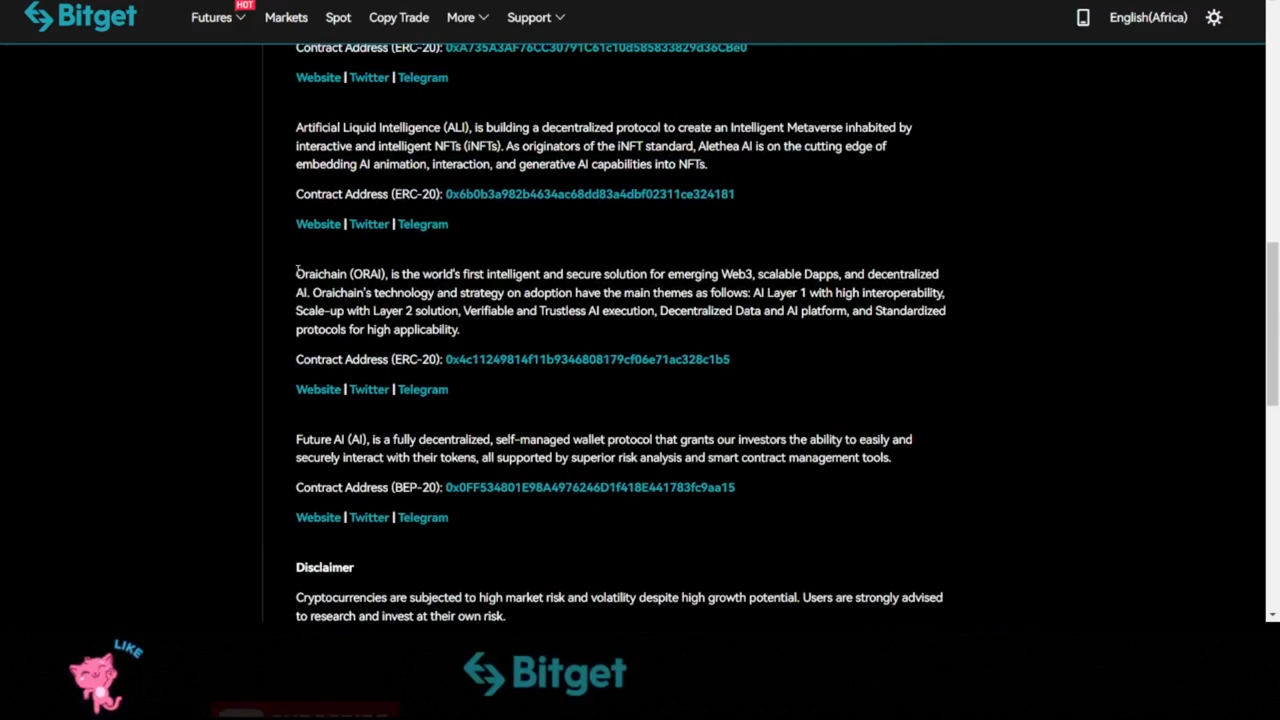 Bitget
Futures HOT Markets Spot Copy Trade More Support English(Africa)
Contract Address (ERC-20): 0xA735A3AF76CC30791C61c10d585833829d36CBe0
Website | Twitter | Telegram
Artificial Liquid Intelligence (ALI), is building a decentralized protocol to create an Intelligent Metaverse inhabited by
interactive and intelligent NFTs (iNFTs). As originators of the iNFT standard, Alethea AI is on the cutting edge of
embedding AI animation, interaction, and generative AI capabilities into NFTs.
Contract Address (ERC-20): 0x6b0b3a982b4634ac68dd83a4dbf02311ce324181
Website | Twitter | Telegram
Oraichain (ORAI), is the world's first intelligent and secure solution for emerging Web3, scalable Dapps, and decentralized
AI. Oraichain's technology and strategy on adoption have the main themes as follows: AI Layer 1 with high interoperability,
Scale-up with Layer 2 solution, Verifiable and Trustless AI execution, Decentralized Data and AI platform, and Standardized
protocols for high applicability.
Contract Address (ERC-20): 0x4c11249814f11b9346808179cf06e71ac328c1b5
Website | Twitter | Telegram
Future AI (AI), is a fully decentralized, self-managed wallet protocol that grants our investors the ability to easily and
securely interact with their tokens, all supported by superior risk analysis and smart contract management tools.
Contract Address (BEP-20): 0x0FF534801E98A4976246D1f418E441783fc9aa15
Website | Twitter | Telegram
Disclaimer
Cryptocurrencies are subjected to high market risk and volatility despite high growth potential. Users are strongly advised
to research and invest at their own risk.
LIKE
Bitget